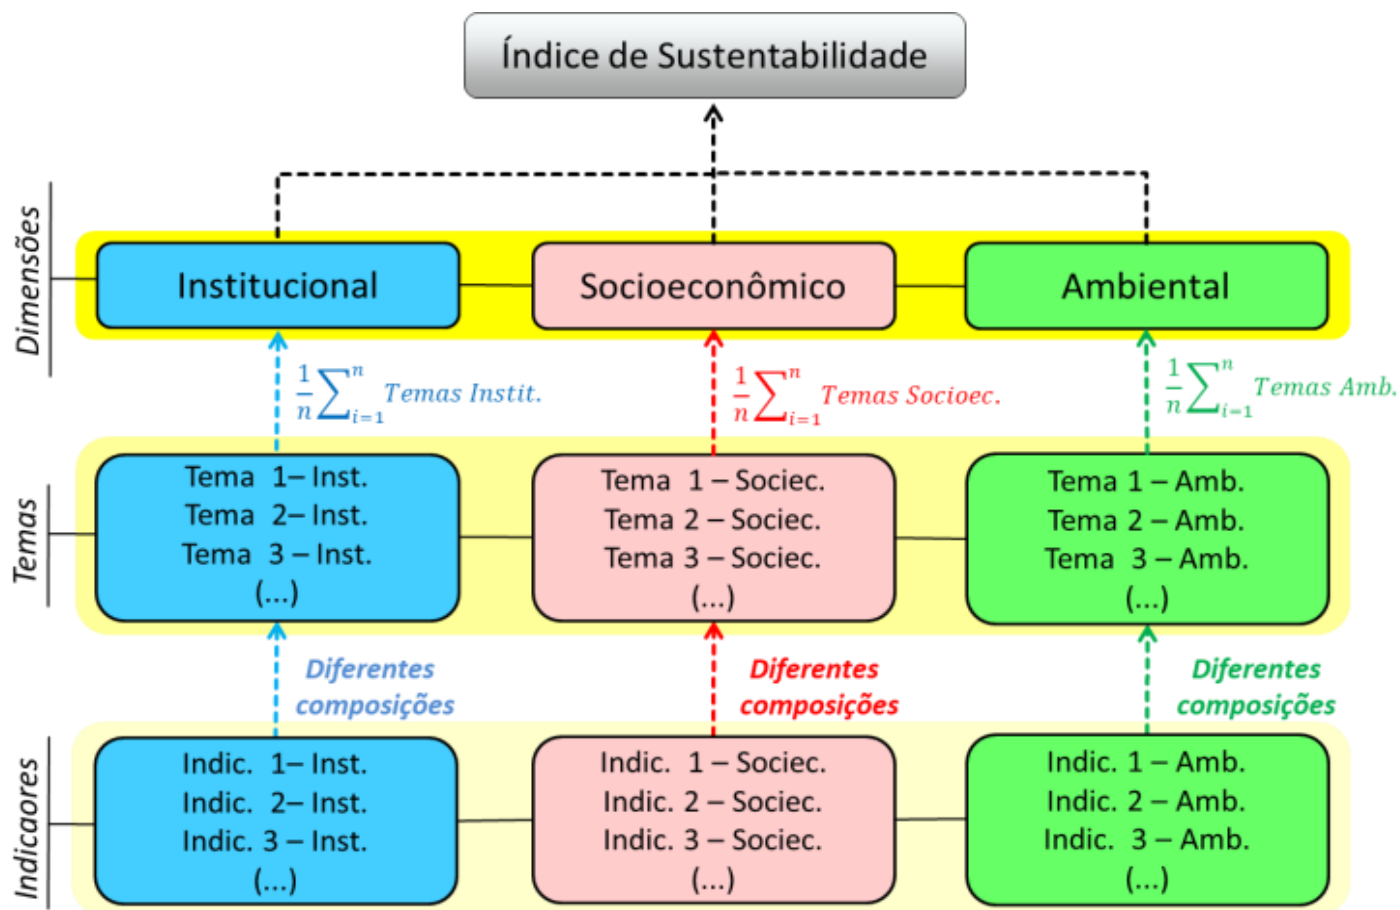 Índice de Sustentabilidade
Dimensões
Institucional
Socioeconômico
Ambiental
1/n ∑ⁿᵢ₌₁ Temas Instit.
1/n ∑ⁿᵢ₌₁ Temas Socioec.
1/n ∑ⁿᵢ₌₁ Temas Amb.
Temas
Tema 1– Inst.
Tema 2– Inst.
Tema 3 – Inst.
(...)
Tema 1 – Sociec.
Tema 2 – Sociec.
Tema 3 – Sociec.
(...)
Tema 1 – Amb.
Tema 2 – Amb.
Tema 3 – Amb.
(...)
Diferentes
composições
Diferentes
composições
Diferentes
composições
Indicaores
Indic. 1– Inst.
Indic. 2– Inst.
Indic. 3 – Inst.
(...)
Indic. 1 – Sociec.
Indic. 2 – Sociec.
Indic. 3 – Sociec.
(...)
Indic. 1 – Amb.
Indic. 2 – Amb.
Indic. 3 – Amb.
(...)